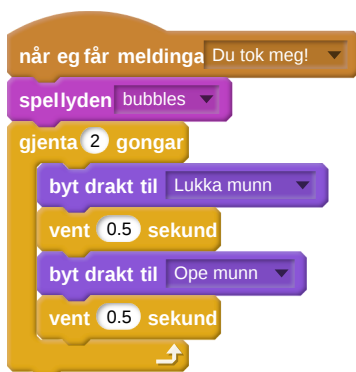 når eg får meldinga Du tok meg!
spel lyden bubbles
gjenta 2 gongar
byt drakt til Lukka munn
vent 0.5 sekund
byt drakt til Ope munn
vent 0.5 sekund